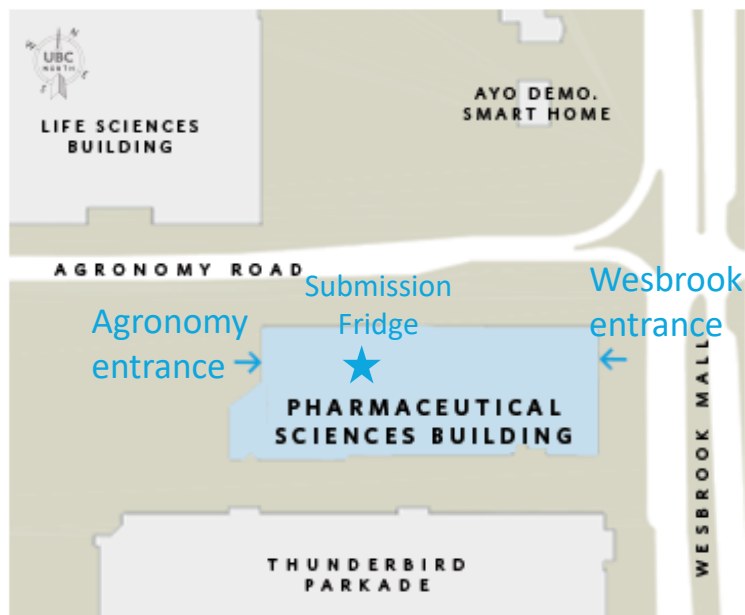 N
W
E
S
UBC
NORTH
LIFE SCIENCES
BUILDING
AYO DEMO.
SMART HOME
AGRONOMY ROAD
Submission
Fridge
Wesbrook
entrance
Agronomy
entrance
PHARMACEUTICAL
SCIENCES BUILDING
WESBROOK MALL
THUNDERBIRD
PARKADE